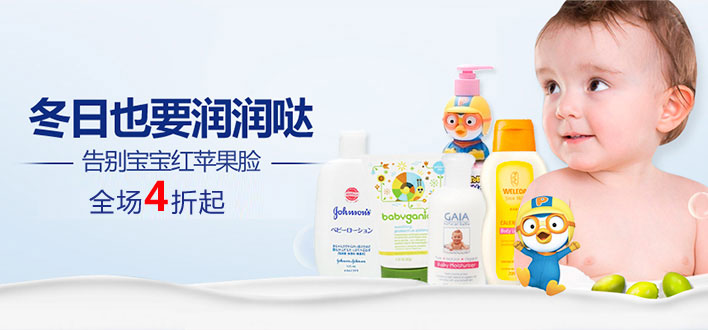 冬日也要润润哒
告别宝宝红苹果脸
全场4折起
Johnson's
ベビーローション
babyganics
GAIA
Baby Moisturiser
WELEDA
P